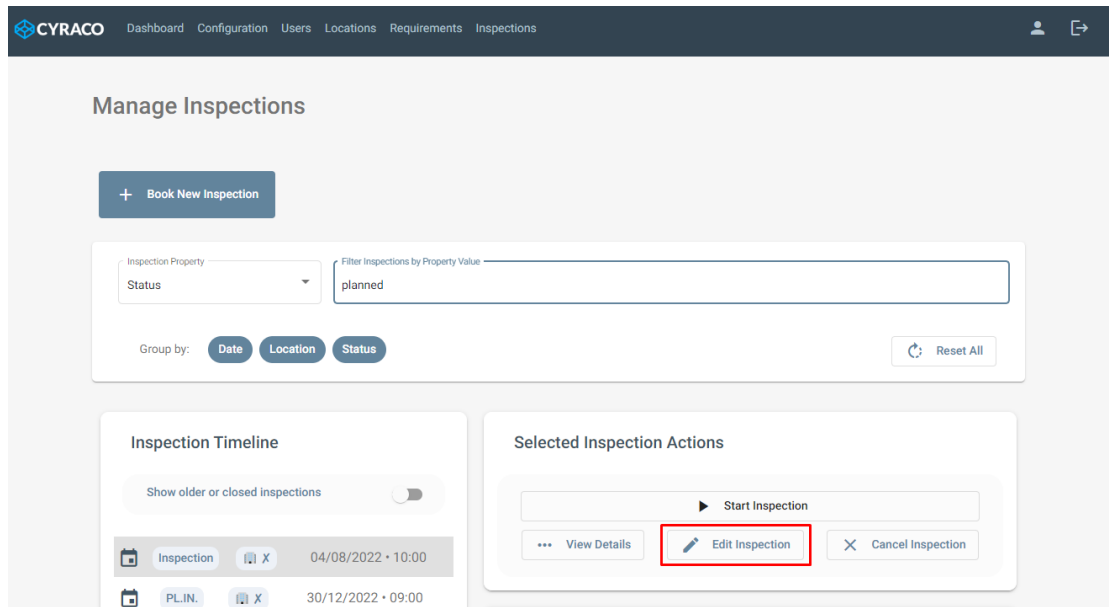 CYRACO Dashboard Configuration Users Locations Requirements Inspections
Manage Inspections
+ Book New Inspection
Inspection Property
Status
Filter Inspections by Property Value
planned
Group by: Date Location Status
Reset All
Inspection Timeline
Show older or closed inspections
Inspection X 04/08/2022 • 10:00
PL.IN. X 30/12/2022 • 09:00
Selected Inspection Actions
Start Inspection
View Details Edit Inspection Cancel Inspection